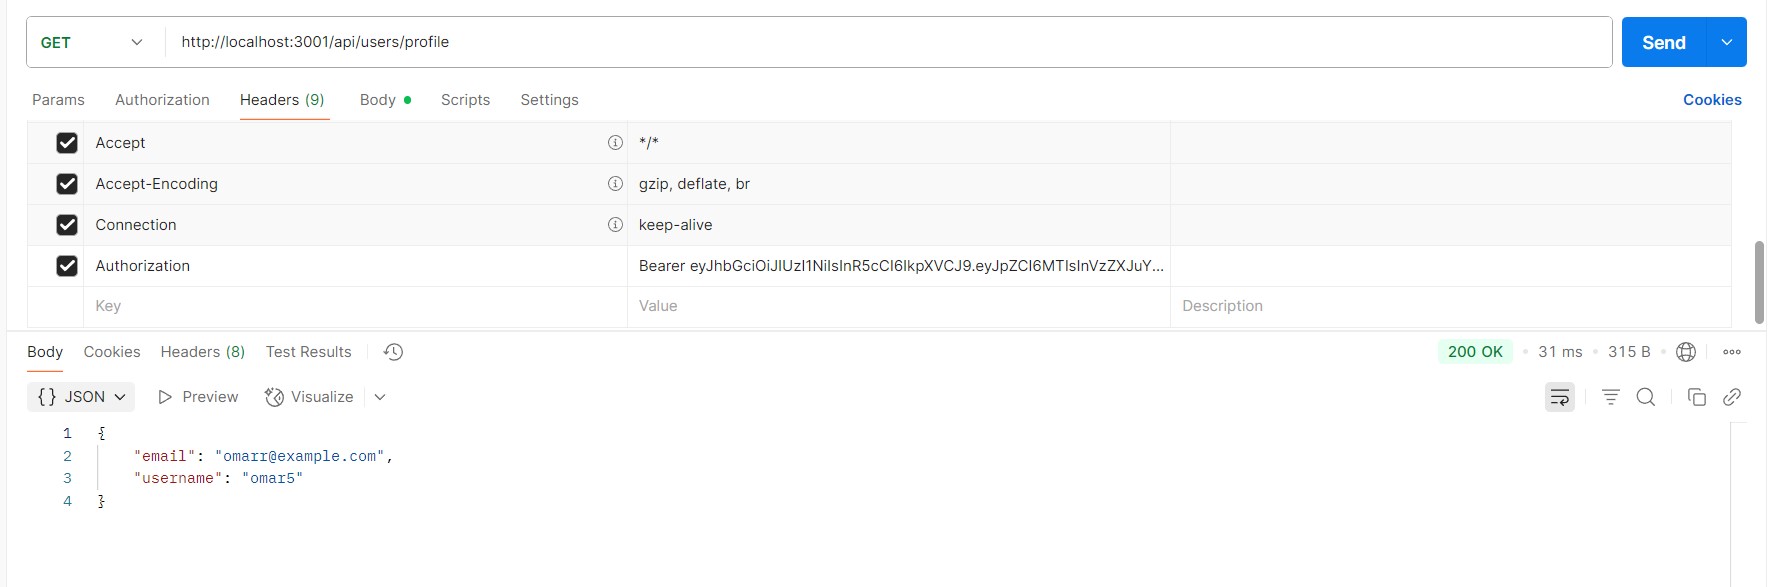 GET http://localhost:3001/api/users/profile Send
Params Authorization Headers (9) Body Scripts Settings Cookies
Accept */*
Accept-Encoding gzip, deflate, br
Connection keep-alive
Authorization Bearer eyJhbGciOiJIUzI1NiIsInR5cCI6IkpXVCJ9.eyJpZCI6MTIsInVzZXJuY...
Key Value Description
Body Cookies Headers (8) Test Results 200 OK 31 ms 315 B
{} JSON Preview Visualize
1 {
2 "email": "omarr@example.com",
3 "username": "omar5"
4 }